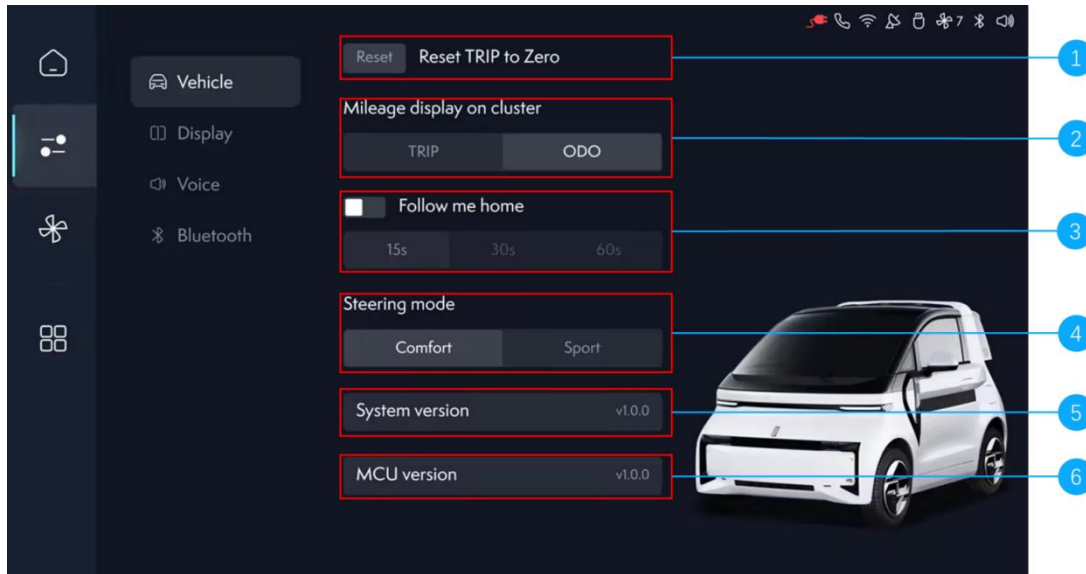 7
Reset Reset TRIP to Zero
1
Vehicle
Mileage display on cluster
Display
TRIP ODO
2
Voice
Follow me home
Bluetooth
15s 30s 60s
3
Steering mode
Comfort Sport
4
System version v1.0.0
5
MCU version v1.0.0
6